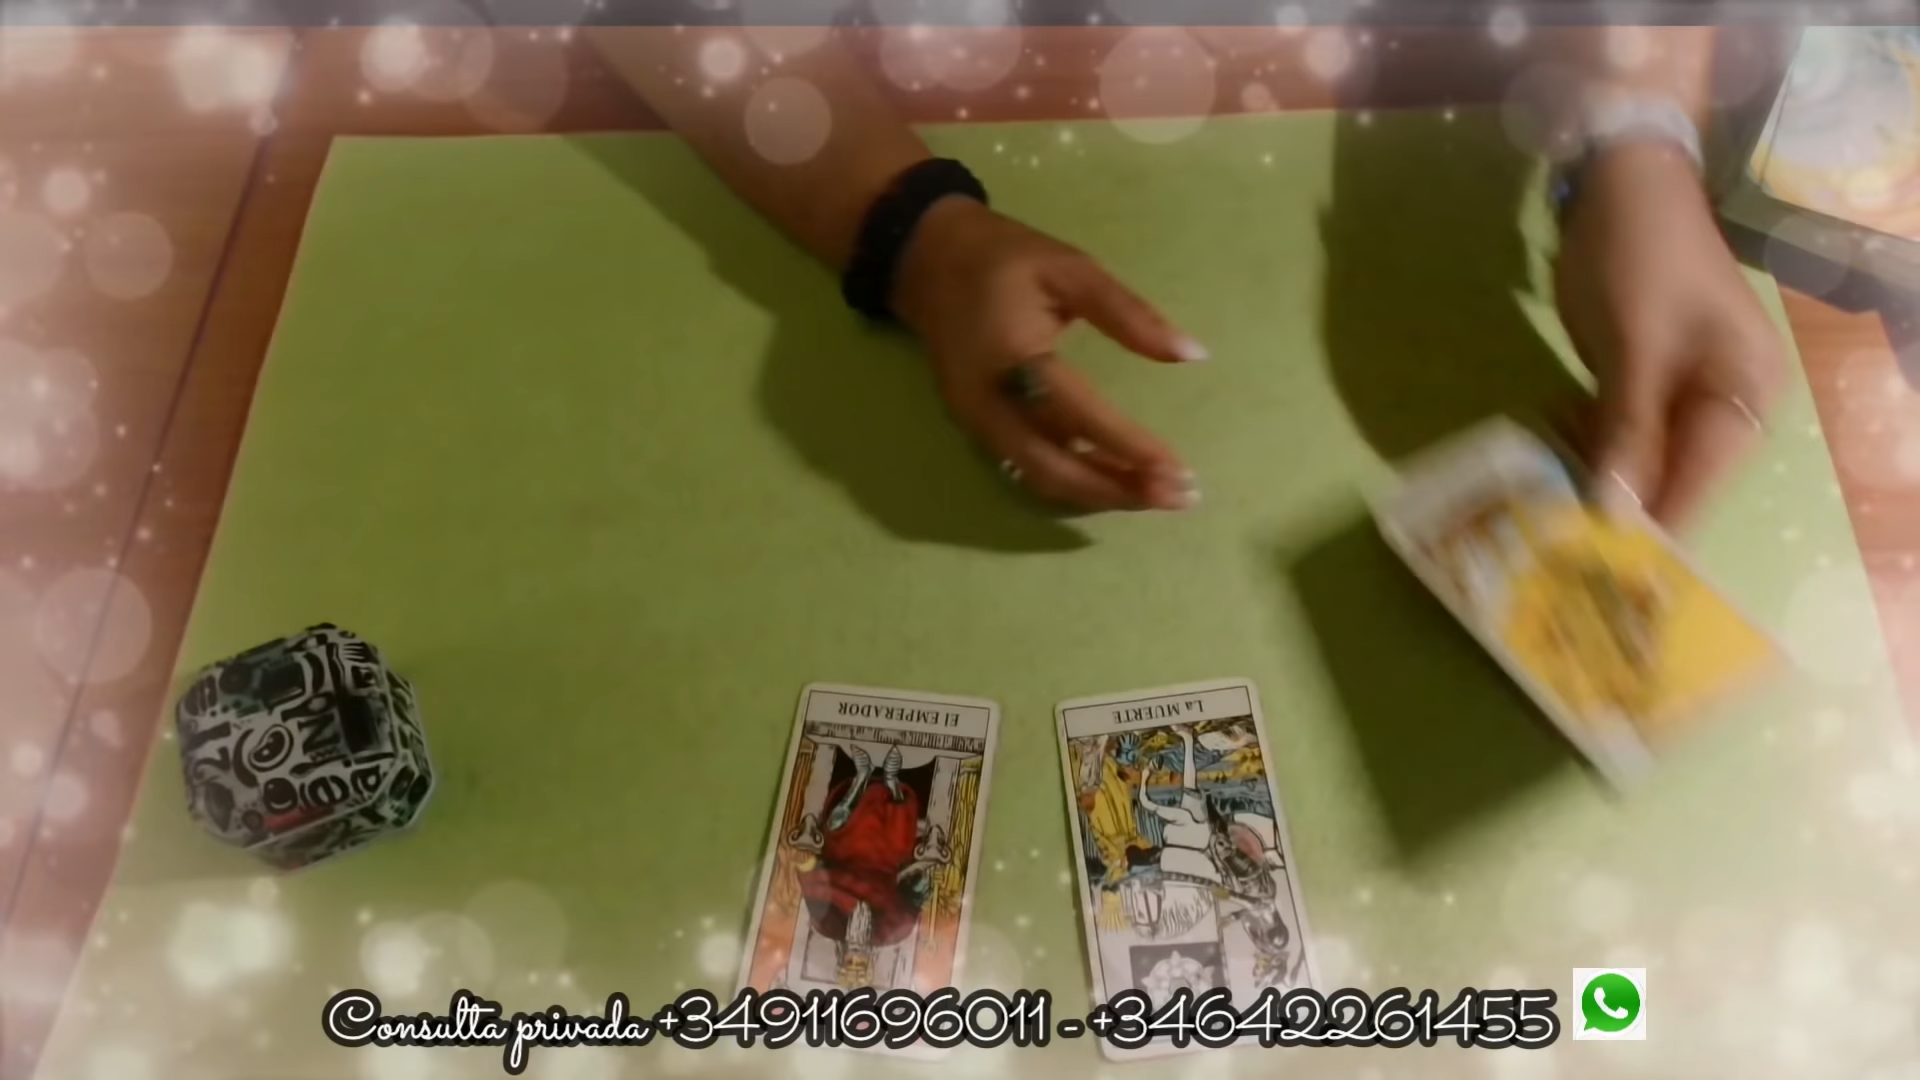 El EMPERADOR
La MUERTE
Consulta privada +34911696011 - +34642261455